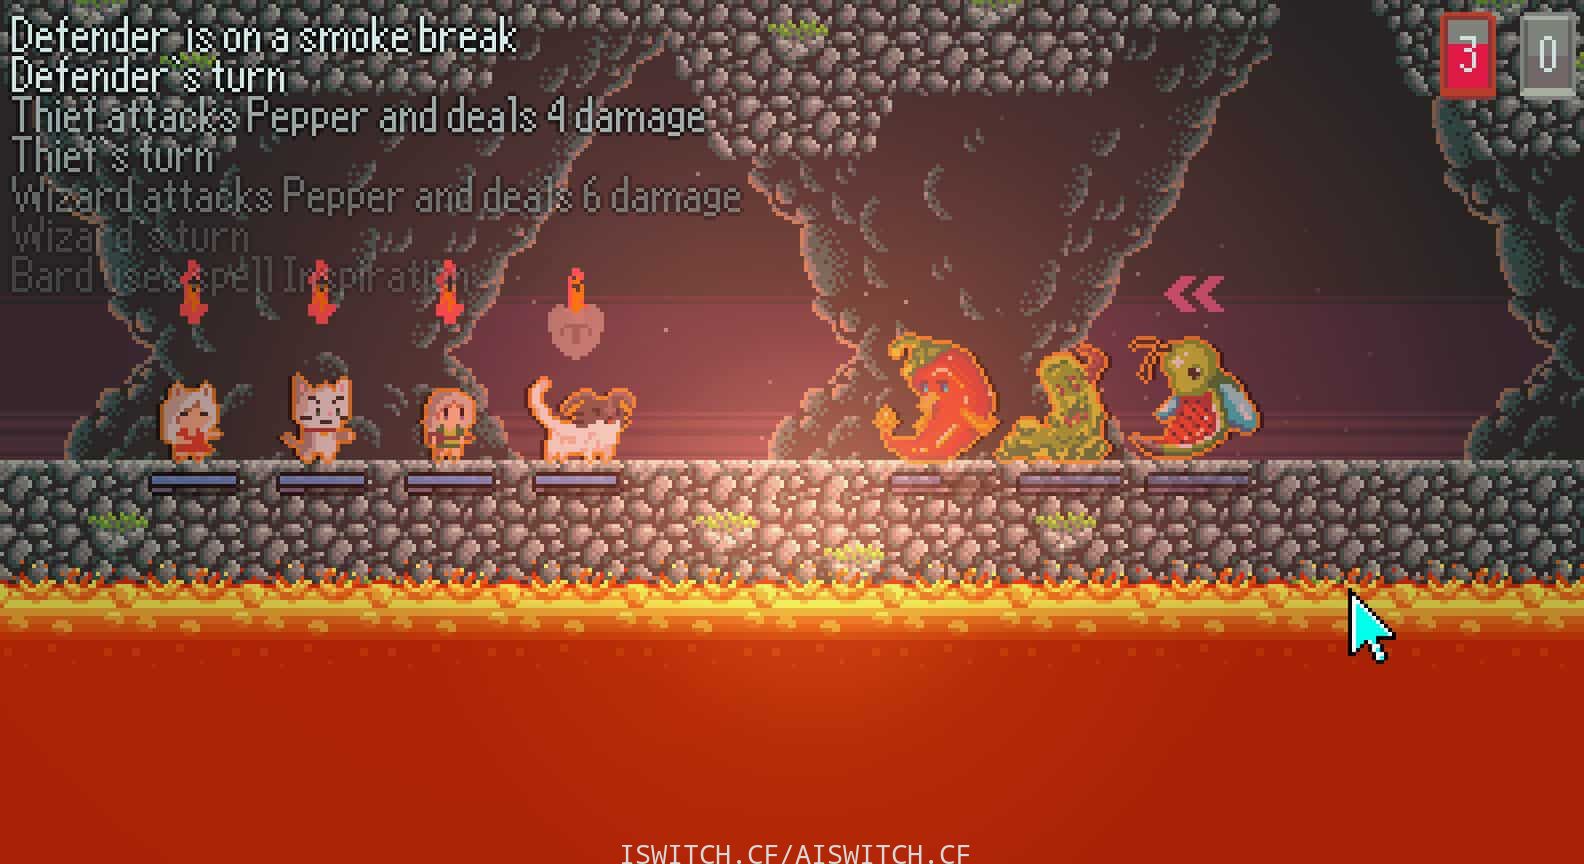 Defender is on a smoke break
Defender's turn
Thief attacks Pepper and deals 4 damage
Thief's turn
Wizard attacks Pepper and deals 6 damage
Wizard's turn
Bard uses spell Inspiration
3
0
ISWITCH.CF/AISWITCH.CF